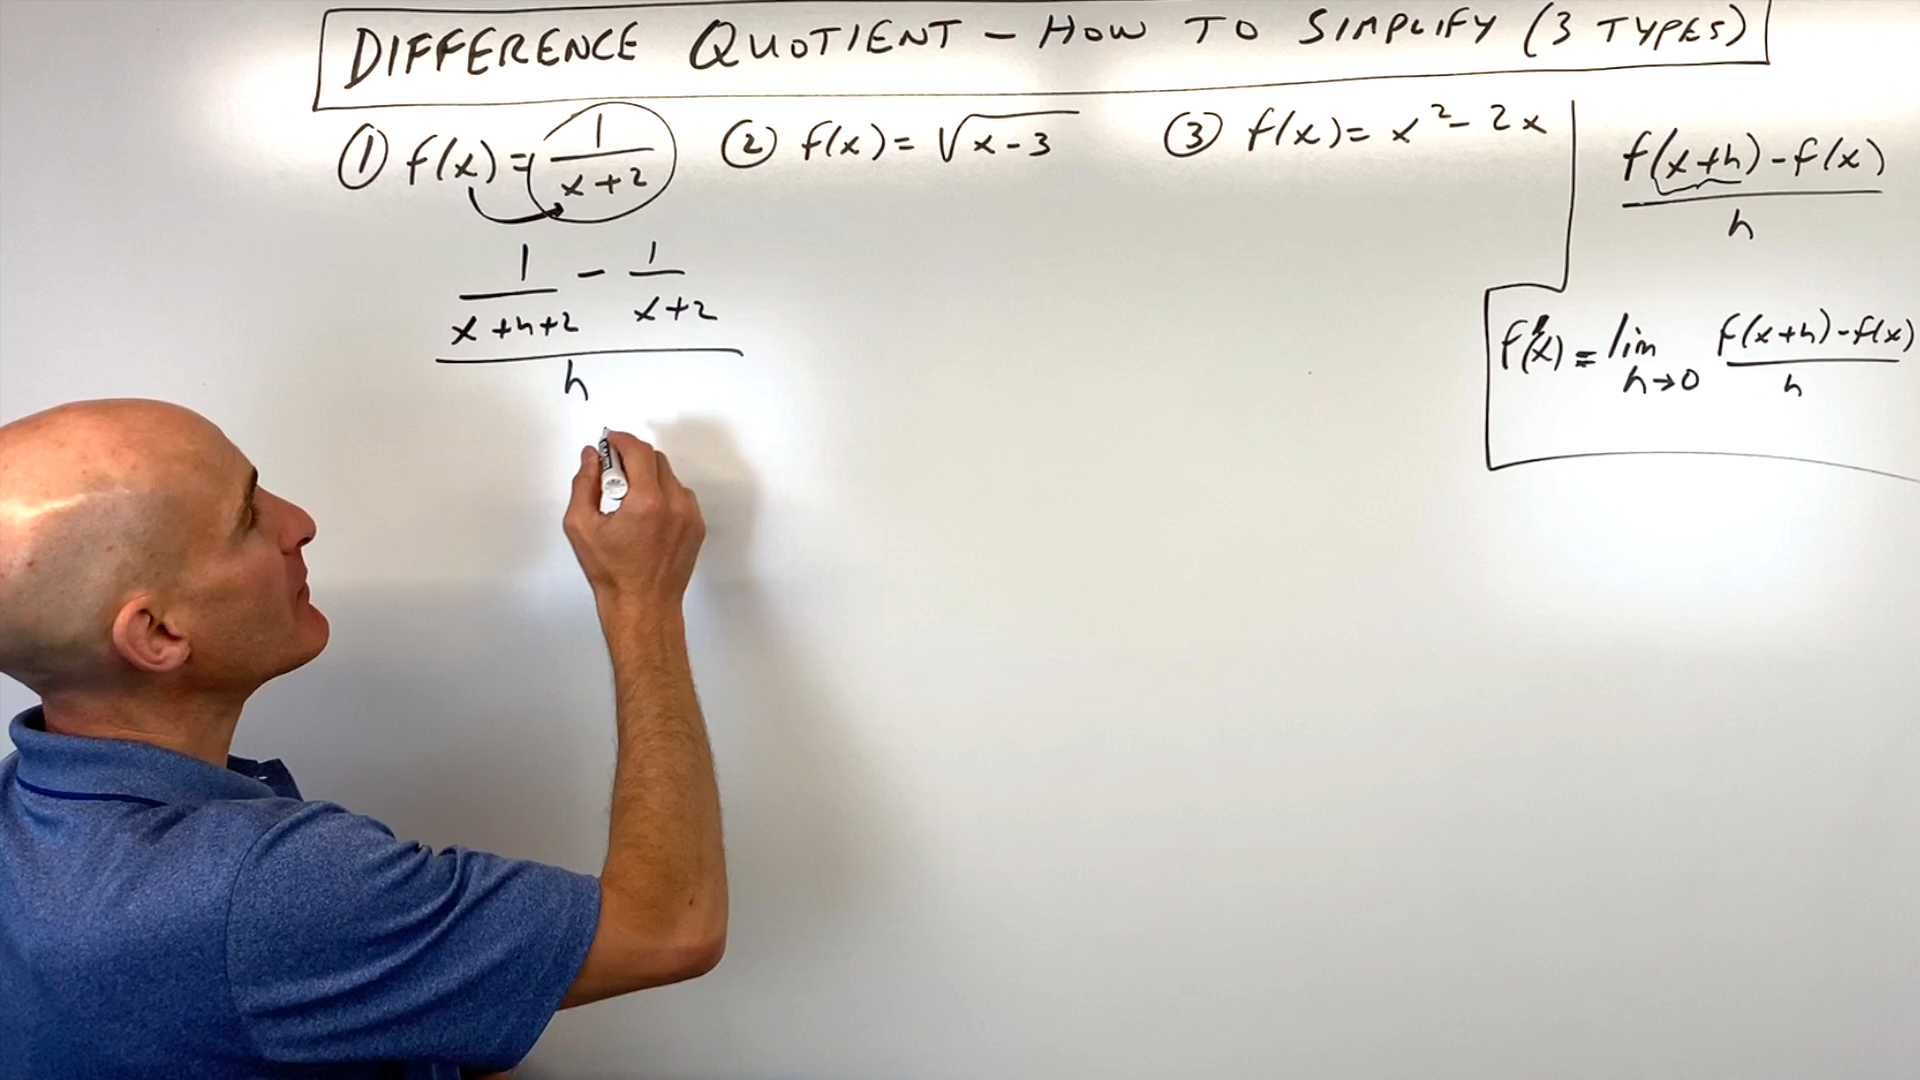 DIFFERENCE QUOTIENT - HOW TO SIMPLIFY (3 TYPES)
① f(x) = 1/(x+2)
② f(x) = √(x-3)
③ f(x) = x² - 2x
(f(x+h) - f(x))/h
(1/(x+h+2) - 1/(x+2))/h
f'(x) = lim h→0 (f(x+h) - f(x))/h